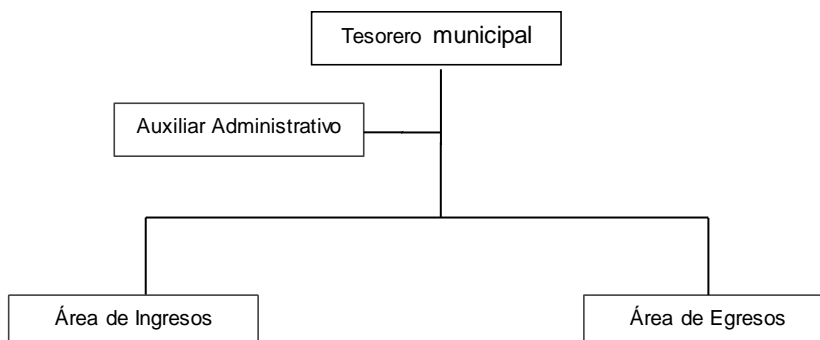 Tesorero municipal
Auxiliar Administrativo
Área de Ingresos
Área de Egresos